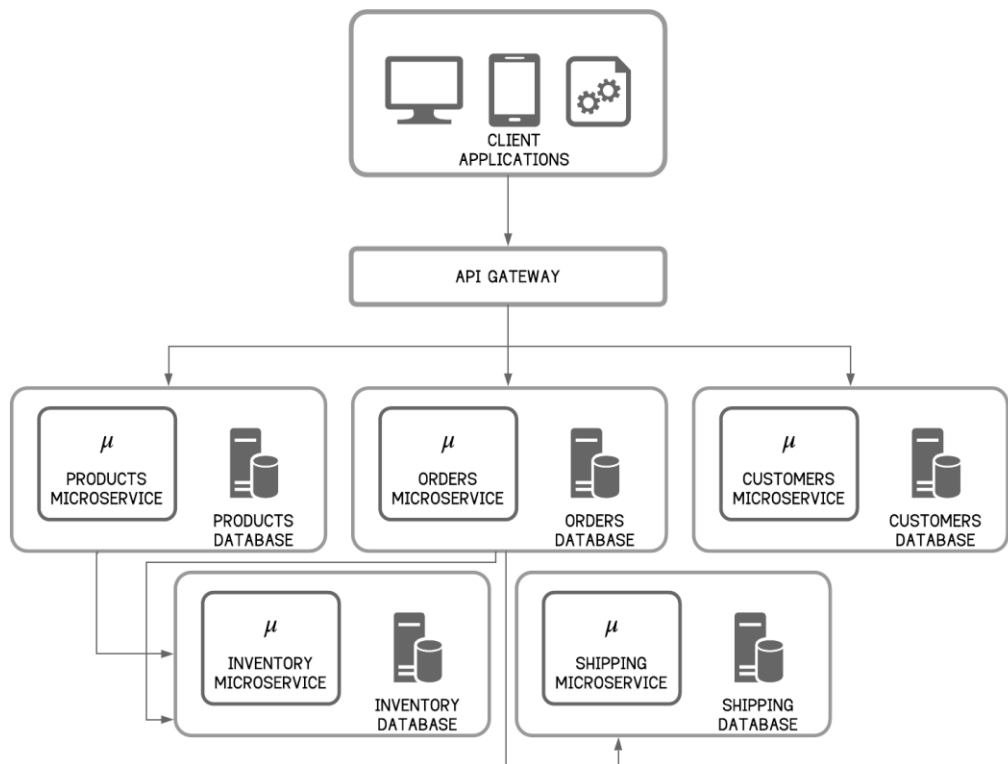 CLIENT
APPLICATIONS
API GATEWAY
μ
PRODUCTS
MICROSERVICE
PRODUCTS
DATABASE
μ
ORDERS
MICROSERVICE
ORDERS
DATABASE
μ
CUSTOMERS
MICROSERVICE
CUSTOMERS
DATABASE
μ
INVENTORY
MICROSERVICE
INVENTORY
DATABASE
μ
SHIPPING
MICROSERVICE
SHIPPING
DATABASE